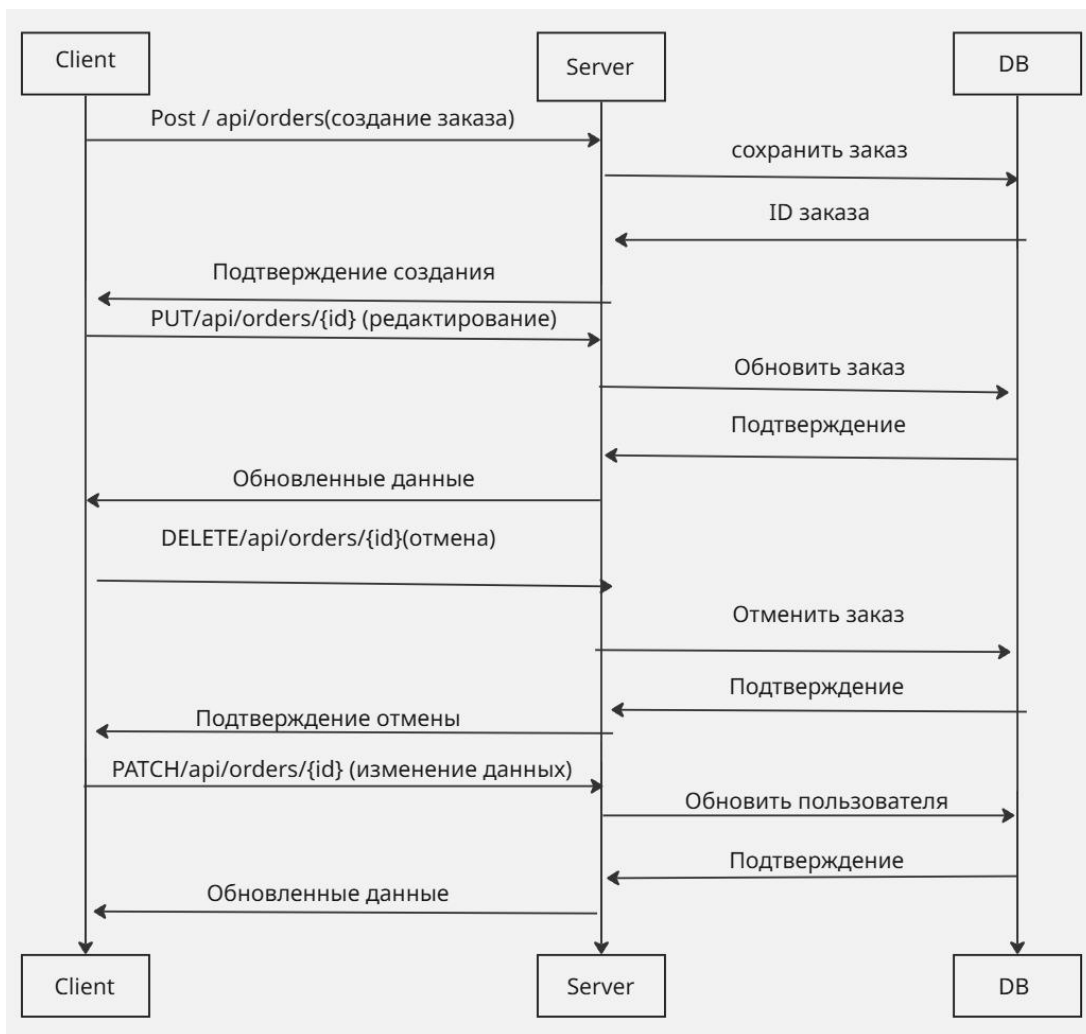 Client
Server
DB
Post / api/orders(создание заказа)
сохранить заказ
ID заказа
Подтверждение создания
PUT/api/orders/{id} (редактирование)
Обновить заказ
Подтверждение
Обновленные данные
DELETE/api/orders/{id}(отмена)
Отменить заказ
Подтверждение
Подтверждение отмены
PATCH/api/orders/{id} (изменение данных)
Обновить пользователя
Подтверждение
Обновленные данные
Client
Server
DB